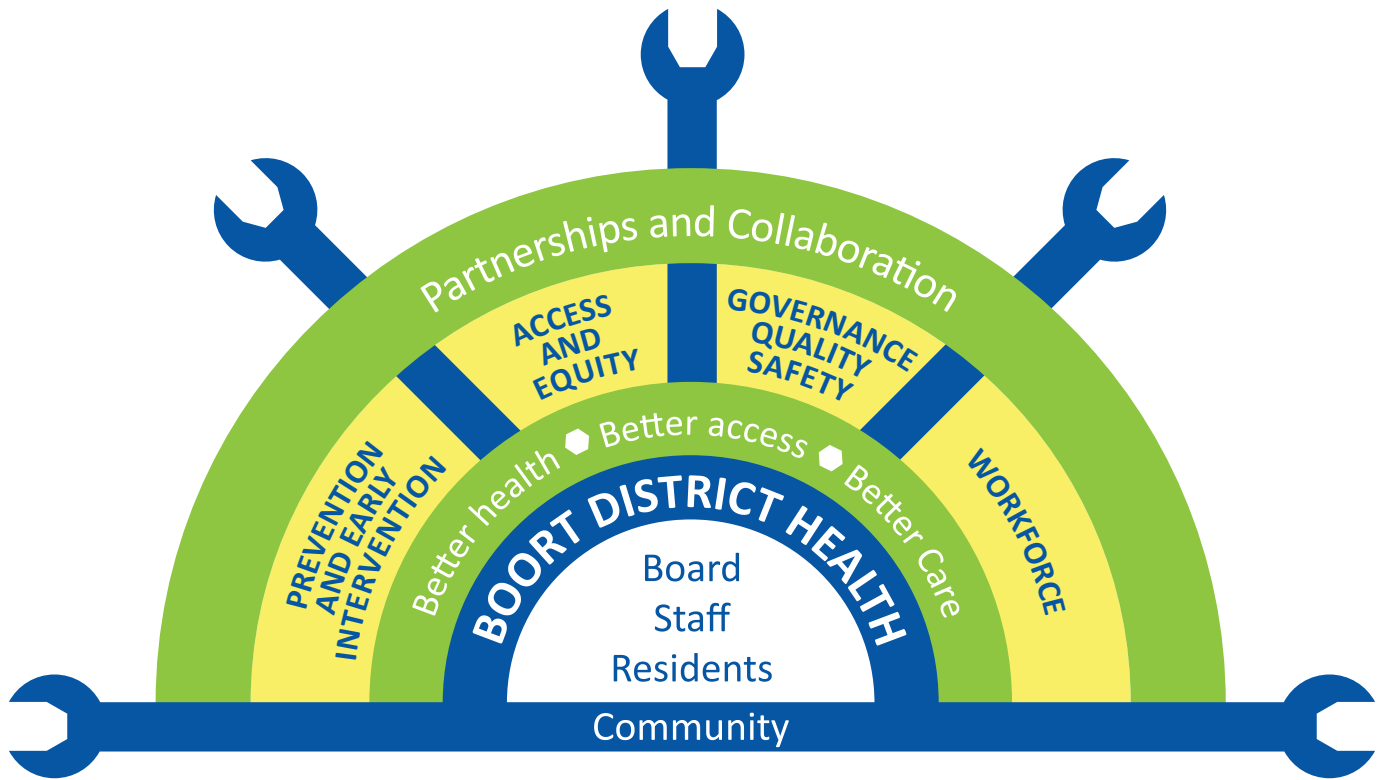 Partnerships and Collaboration
PREVENTION
AND EARLY
INTERVENTION
ACCESS
AND
EQUITY
GOVERNANCE
QUALITY
SAFETY
WORKFORCE
Better health ⬢ Better access ⬢ Better Care
BOORT DISTRICT HEALTH
Board
Staff
Residents
Community